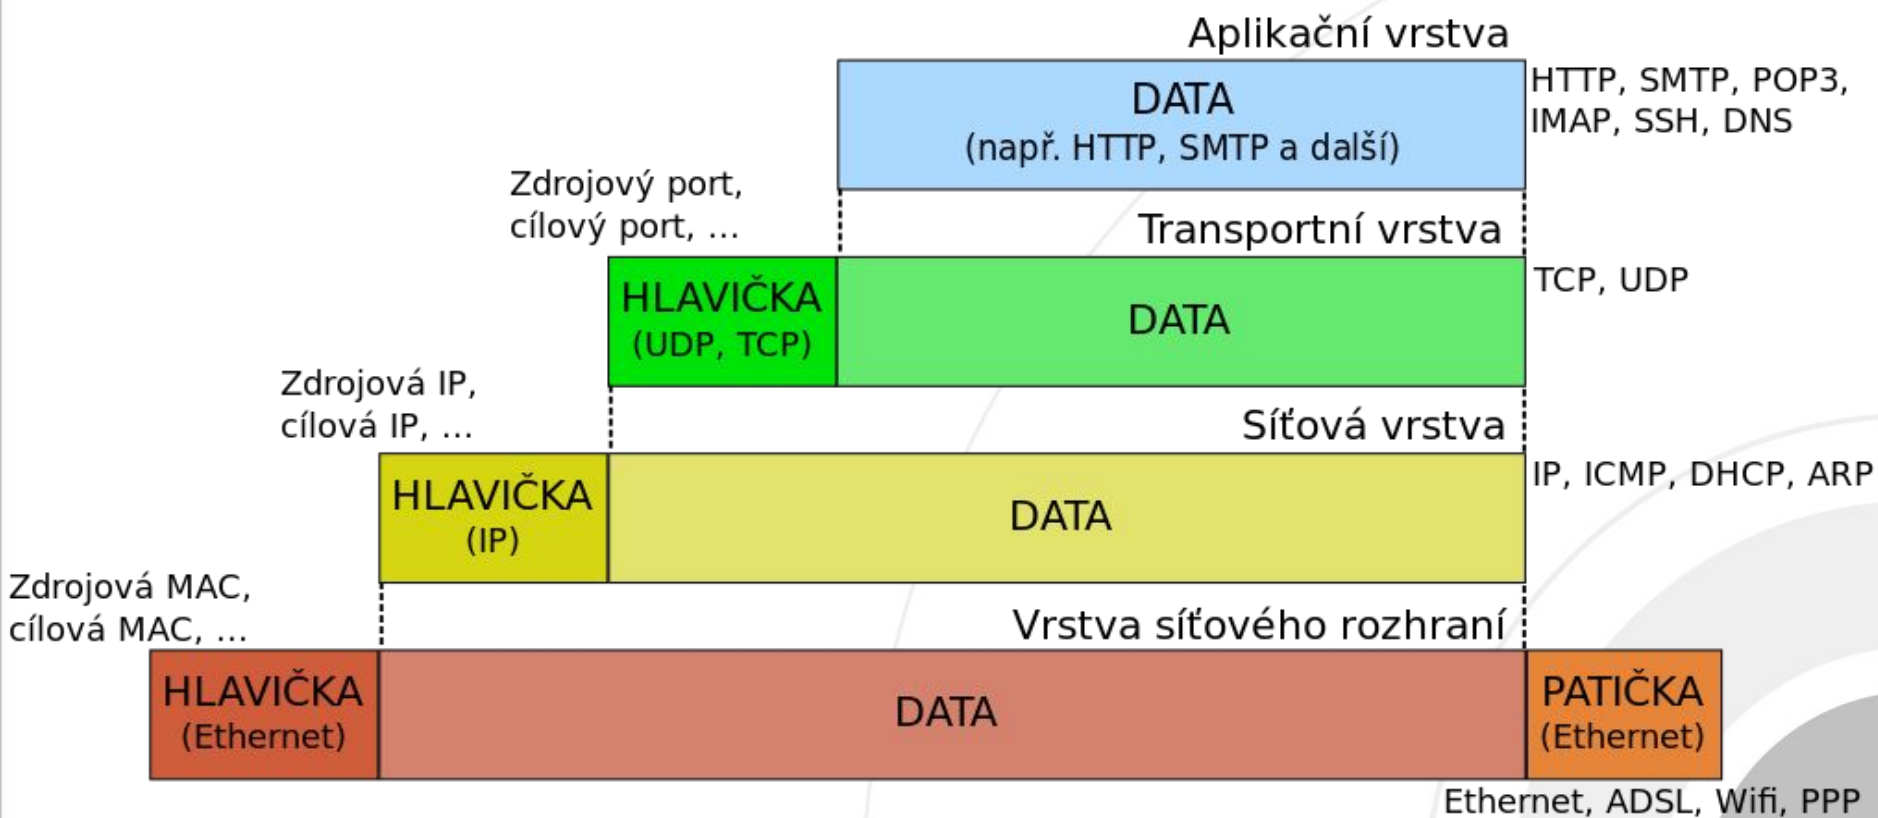 Aplikační vrstva
DATA
(např. HTTP, SMTP a další)
HTTP, SMTP, POP3,
IMAP, SSH, DNS
Zdrojový port,
cílový port, ...
Transportní vrstva
HLAVIČKA
(UDP, TCP)
DATA
TCP, UDP
Zdrojová IP,
cílová IP, ...
Síťová vrstva
HLAVIČKA
(IP)
DATA
IP, ICMP, DHCP, ARP
Zdrojová MAC,
cílová MAC, ...
Vrstva síťového rozhraní
HLAVIČKA
(Ethernet)
DATA
PATIČKA
(Ethernet)
Ethernet, ADSL, Wifi, PPP